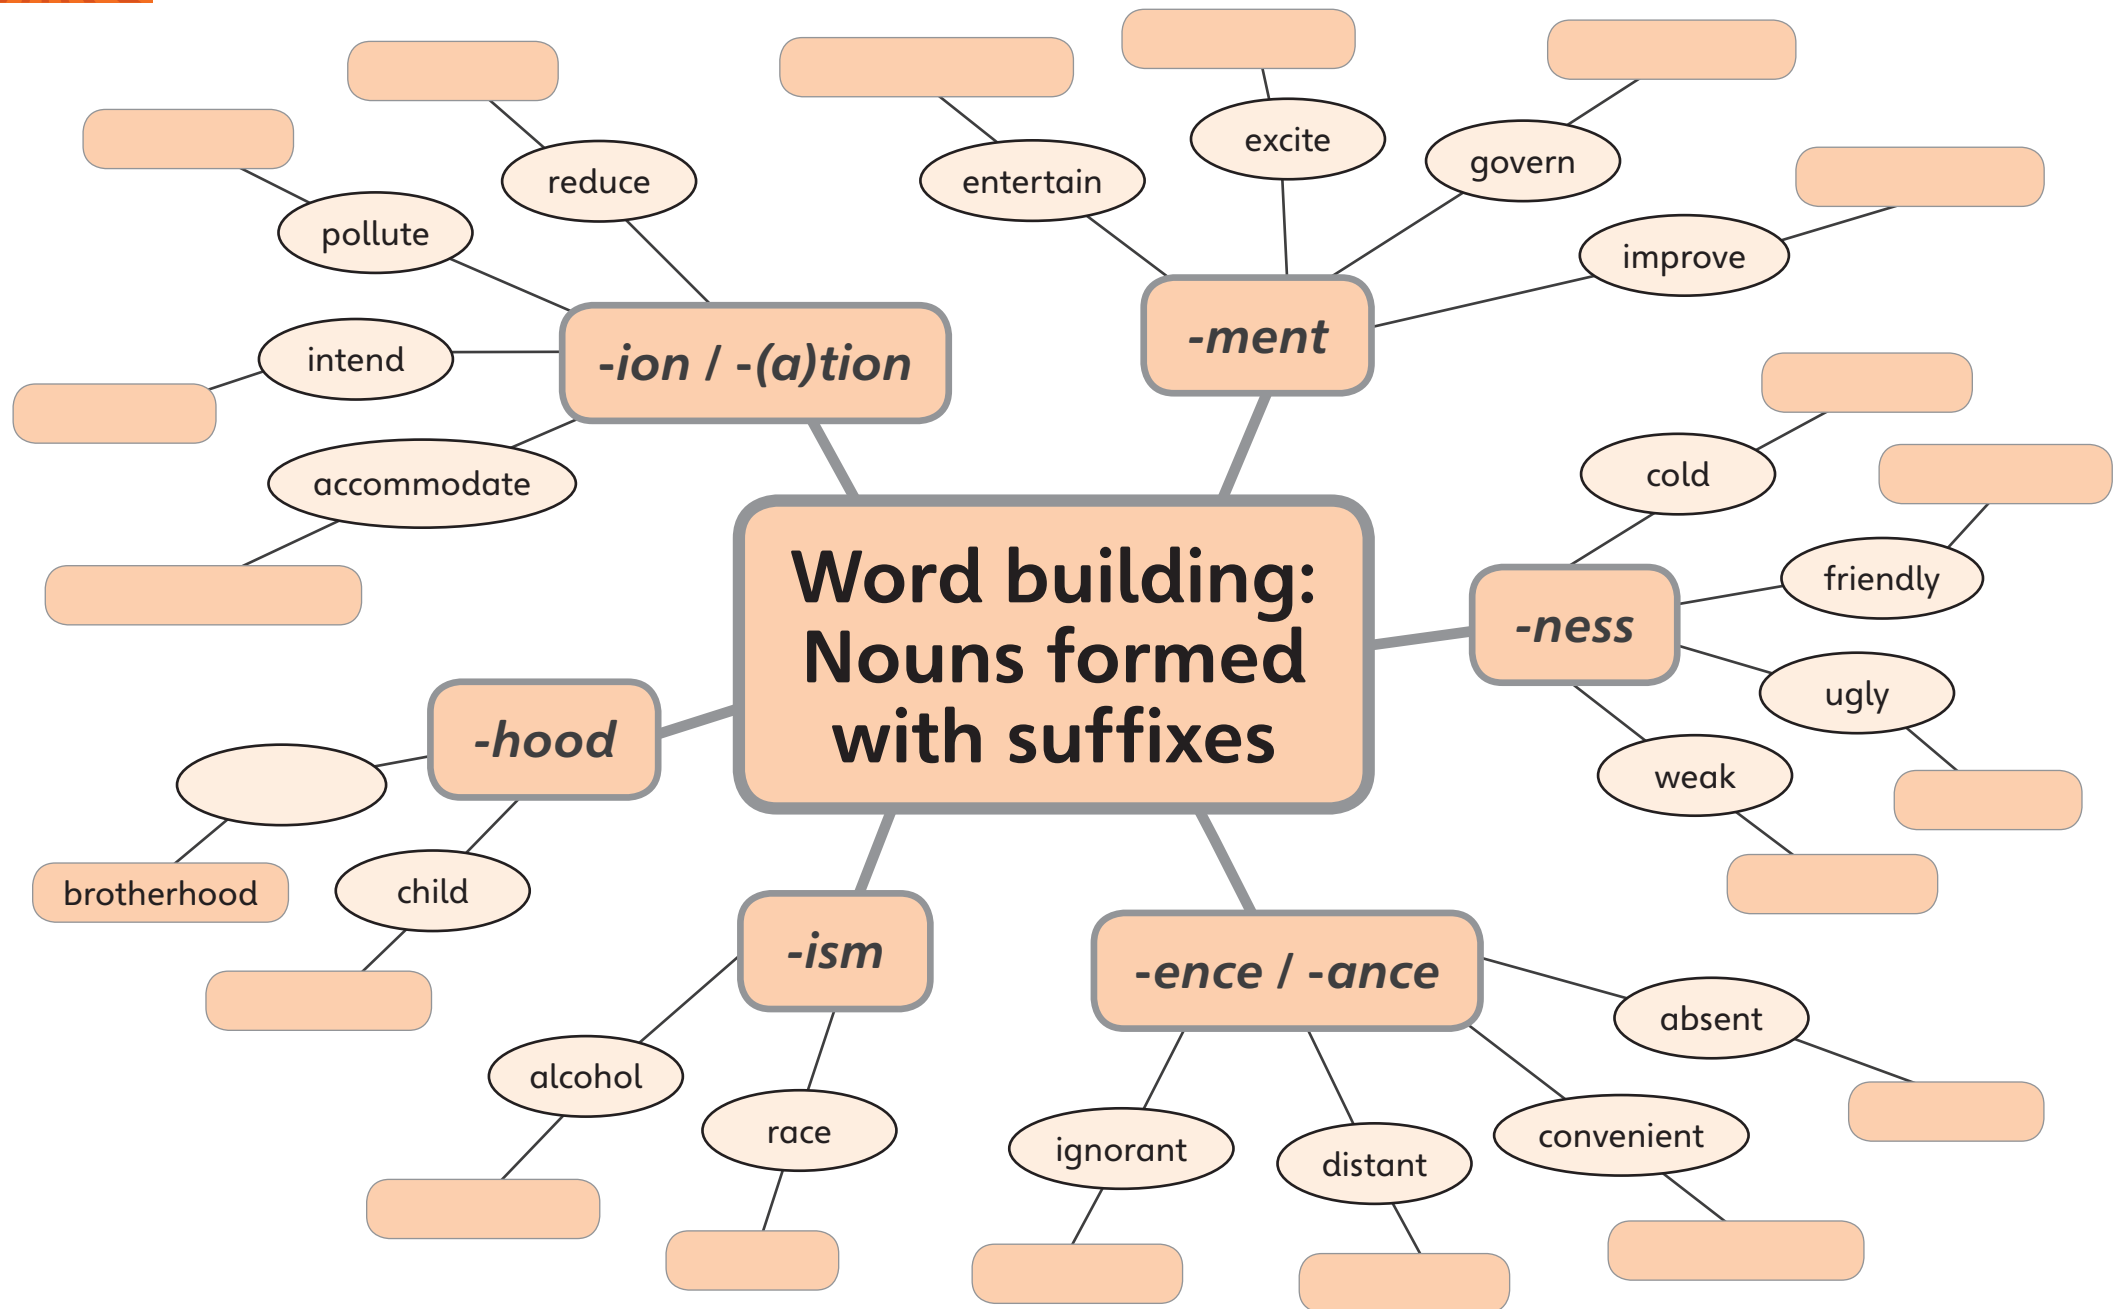 reduce
pollute
intend
accommodate
-ion / -(a)tion
entertain
excite
govern
improve
-ment
Word building:
Nouns formed
with suffixes
cold
friendly
ugly
weak
-ness
-hood
brotherhood
child
-ism
alcohol
race
-ence / -ance
absent
convenient
distant
ignorant